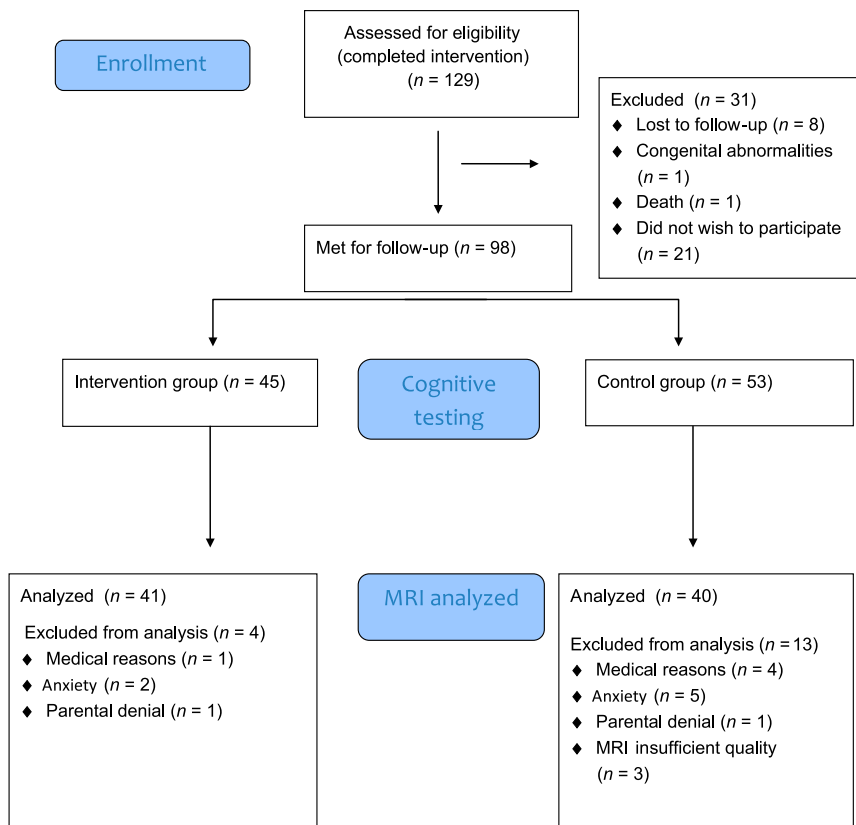 Assessed for eligibility
(completed intervention)
(n = 129)
Enrollment
Excluded (n = 31)
♦ Lost to follow-up (n = 8)
♦ Congenital abnormalities
(n = 1)
♦ Death (n = 1)
♦ Did not wish to participate
(n = 21)
Met for follow-up (n = 98)
Intervention group (n = 45)
Cognitive
testing
Control group (n = 53)
Analyzed (n = 41)
Excluded from analysis (n = 4)
♦ Medical reasons (n = 1)
♦ Anxiety (n = 2)
♦ Parental denial (n = 1)
MRI analyzed
Analyzed (n = 40)
Excluded from analysis (n = 13)
♦ Medical reasons (n = 4)
♦ Anxiety (n = 5)
♦ Parental denial (n = 1)
♦ MRI insufficient quality
(n = 3)